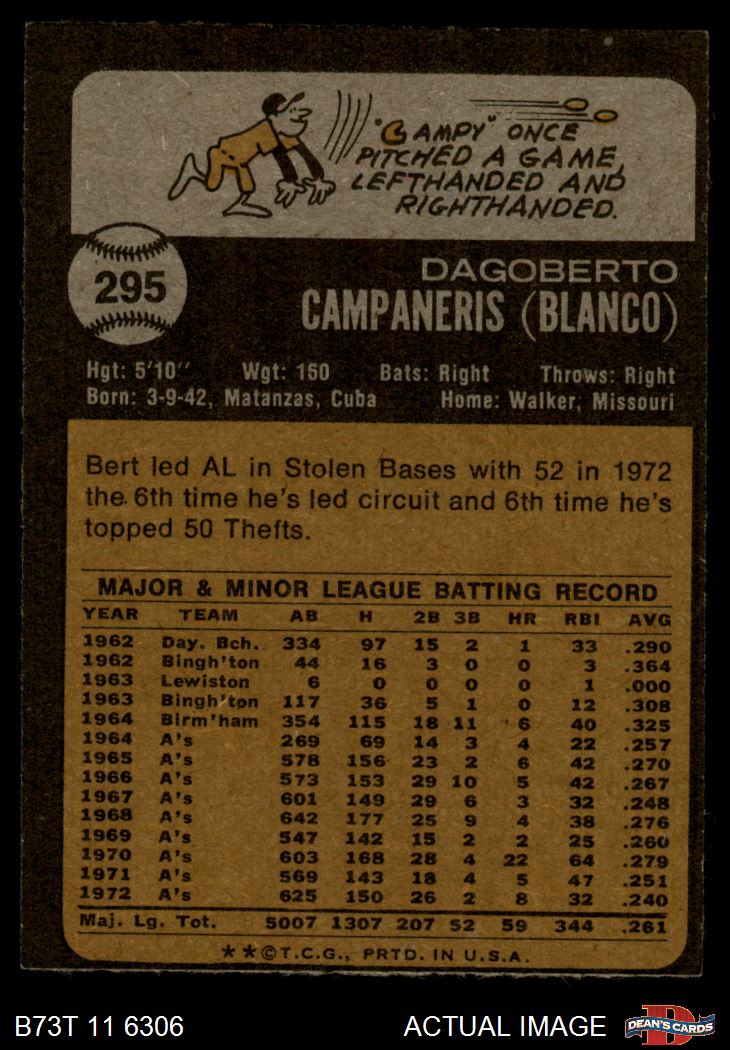 "CAMPY" ONCE
PITCHED A GAME,
LEFTHANDED AND
RIGHTHANDED.
295
DAGOBERTO
CAMPANERIS (BLANCO)
Hgt: 5'10" Wgt: 160 Bats: Right Throws: Right
Born: 3-9-42, Matanzas, Cuba Home: Walker, Missouri
Bert led AL in Stolen Bases with 52 in 1972
the 6th time he's led circuit and 6th time he's
topped 50 Thefts.
MAJOR & MINOR LEAGUE BATTING RECORD
YEAR TEAM AB H 2B 3B HR RBI AVG
1962 Day. Bch. 334 97 15 2 1 33 .290
1962 Bingh'ton 44 16 3 0 0 3 .364
1963 Lewiston 6 0 0 0 0 1 .000
1963 Bingh'ton 117 36 5 1 0 12 .308
1964 Birm'ham 354 115 18 11 6 40 .325
1964 A's 269 69 14 3 4 22 .257
1965 A's 578 156 23 2 6 42 .270
1966 A's 573 153 29 10 5 42 .267
1967 A's 601 149 29 6 3 32 .248
1968 A's 642 177 25 9 4 38 .276
1969 A's 547 142 15 2 2 25 .260
1970 A's 603 168 28 4 22 64 .279
1971 A's 569 143 18 4 5 47 .251
1972 A's 625 150 26 2 8 32 .240
Maj. Lg. Tot. 5007 1307 207 52 59 344 .261
**©T.C.G., PRTD. IN U.S.A.
B73T 11 6306 ACTUAL IMAGE
D
DEAN'S CARDS